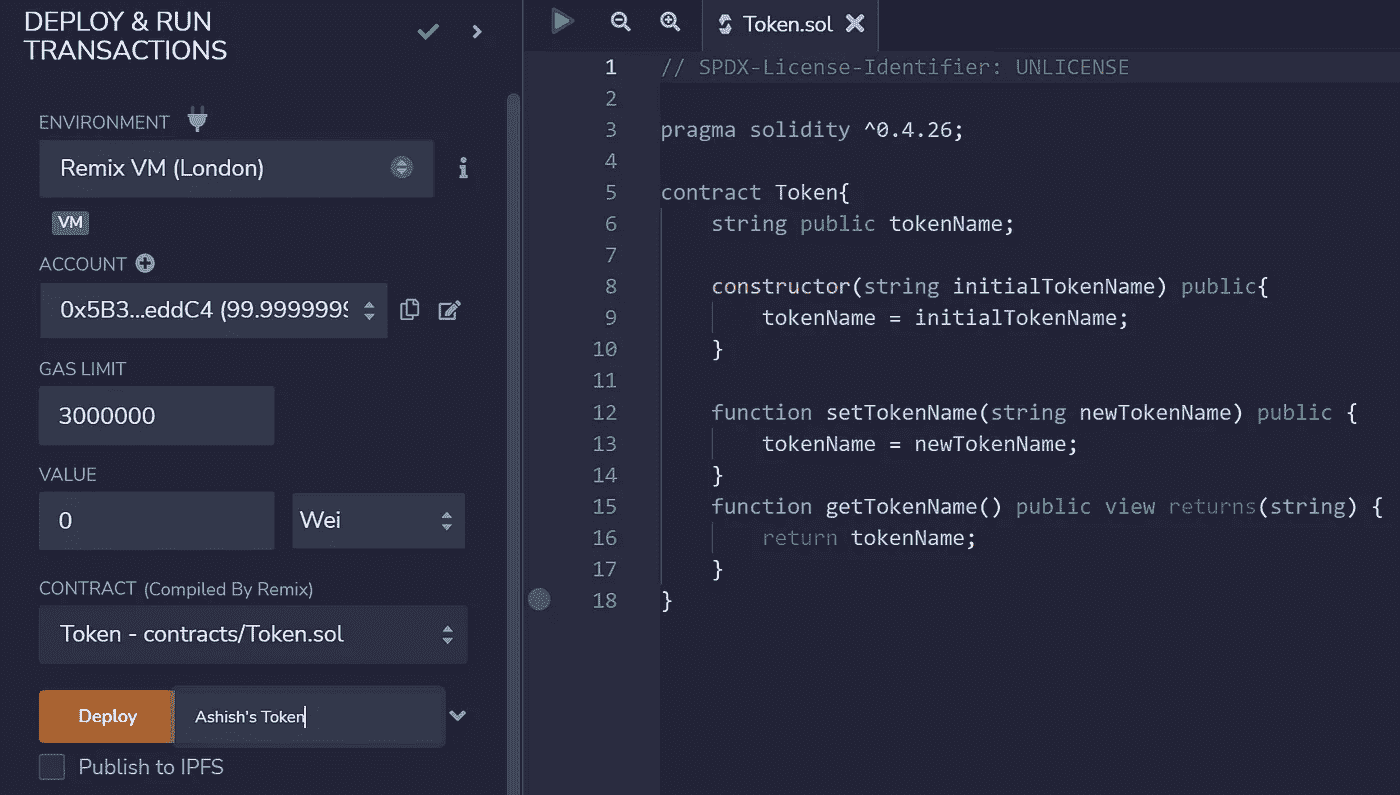 DEPLOY & RUN
TRANSACTIONS
ENVIRONMENT
Remix VM (London)
VM
ACCOUNT
0x5B3...eddC4 (99.9999999
GAS LIMIT
3000000
VALUE
0
Wei
CONTRACT (Compiled By Remix)
Token - contracts/Token.sol
Deploy
Ashish's Token
Publish to IPFS
Token.sol
1 // SPDX-License-Identifier: UNLICENSE
2
3 pragma solidity ^0.4.26;
4
5 contract Token{
6 string public tokenName;
7
8 constructor(string initialTokenName) public{
9 tokenName = initialTokenName;
10 }
11
12 function setTokenName(string newTokenName) public {
13 tokenName = newTokenName;
14 }
15 function getTokenName() public view returns(string) {
16 return tokenName;
17 }
18 }